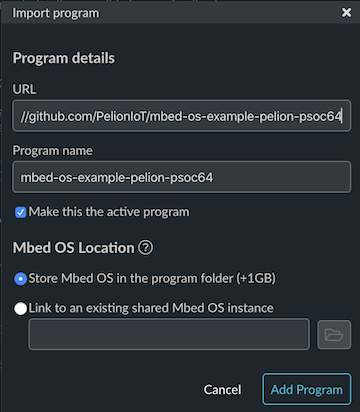 Import program
Program details
URL
//github.com/PelionIoT/mbed-os-example-pelion-psoc64
Program name
mbed-os-example-pelion-psoc64
Make this the active program
Mbed OS Location ?
Store Mbed OS in the program folder (+1GB)
Link to an existing shared Mbed OS instance
Cancel
Add Program